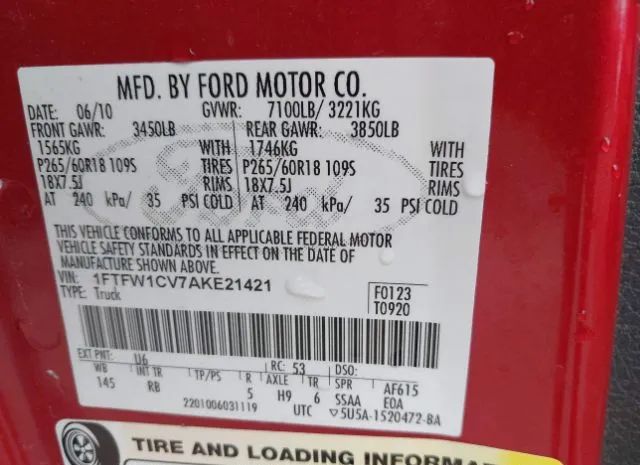 MFD. BY FORD MOTOR CO.
DATE: 06/10 GVWR: 7100LB/ 3221KG
FRONT GAWR: 3450LB REAR GAWR: 3850LB
1565KG WITH 1746KG WITH
P265/60R18 109S TIRES P265/60R18 109S TIRES
18X7.5J RIMS 18X7.5J RIMS
AT 240 kPa/ 35 PSI COLD AT 240 kPa/ 35 PSI COLD
THIS VEHICLE CONFORMS TO ALL APPLICABLE FEDERAL MOTOR
VEHICLE SAFETY STANDARDS IN EFFECT ON THE DATE OF
MANUFACTURE SHOWN ABOVE.
VIN: 1FTFW1CV7AKE21421 F0123
TYPE: Truck T0920
EXT PNT: U6 RC: 53 DSO:
WB INT TR TP/PS R AXLE TR SPR AF615
145 RB 5 H9 6 SSAA EOA
2201006031119 UTC ▽5U5A-1520472-BA
TIRE AND LOADING INFORMA